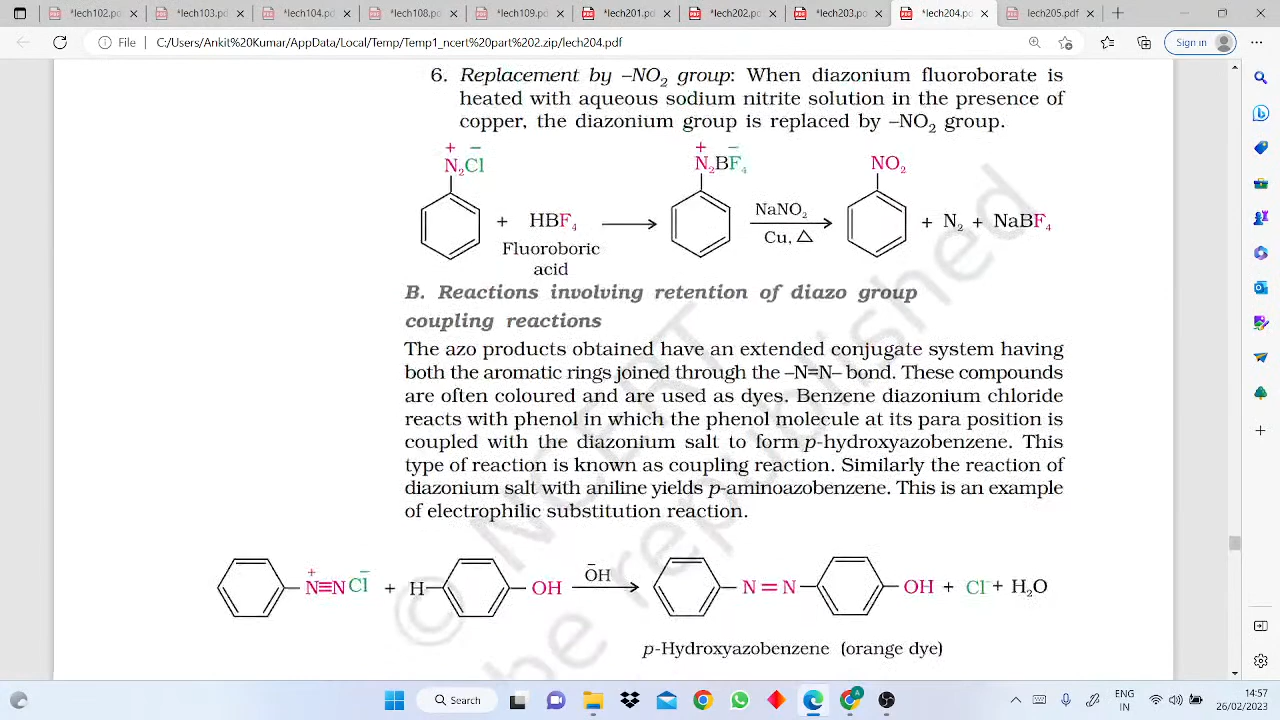 *lech102.pdf *lech103.pdf *lech104.pdf *lech108.pdf *lech109.pdf *lech201.pdf *lech202.pdf *lech203.pdf *lech204.pdf lech205.pdf
File C:/Users/Ankit%20Kumar/AppData/Local/Temp/Temp1_ncert%20part%002.zip/lech204.pdf Sign in
6. Replacement by –NO₂ group: When diazonium fluoroborate is
heated with aqueous sodium nitrite solution in the presence of
copper, the diazonium group is replaced by –NO₂ group.
+ – + –
N₂Cl N₂BF₄ NO₂
+ HBF₄ NaNO₂ + N₂ + NaBF₄
Cu, △
Fluoroboric
acid
B. Reactions involving retention of diazo group
coupling reactions
The azo products obtained have an extended conjugate system having
both the aromatic rings joined through the –N=N– bond. These compounds
are often coloured and are used as dyes. Benzene diazonium chloride
reacts with phenol in which the phenol molecule at its para position is
coupled with the diazonium salt to form p-hydroxyazobenzene. This
type of reaction is known as coupling reaction. Similarly the reaction of
diazonium salt with aniline yields p-aminoazobenzene. This is an example
of electrophilic substitution reaction.
+ – –
N≡N Cl + H OH OH N=N OH + Cl⁻ + H₂O
p-Hydroxyazobenzene (orange dye)
© NCERT
be republished
Search ENG 14:57
IN 26/02/2023